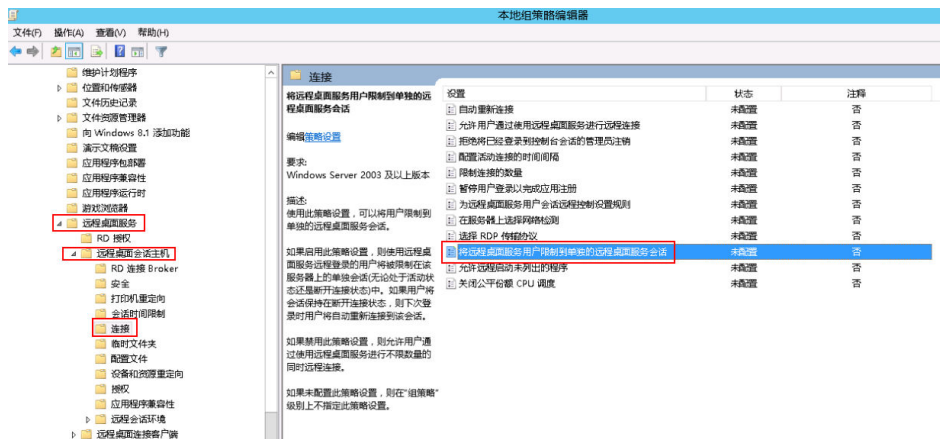 本地组策略编辑器
文件(F) 操作(A) 查看(V) 帮助(H)
维护计划程序
位置和传感器
文件历史记录
文件资源管理器
向 Windows 8.1 添加功能
演示文稿设置
应用程序包部署
应用程序兼容性
应用程序运行时
游戏浏览器
远程桌面服务
RD 授权
远程桌面会话主机
RD 连接 Broker
安全
打印机重定向
会话时间限制
连接
临时文件夹
配置文件
设备和资源重定向
授权
应用程序兼容性
远程会话环境
远程桌面连接客户端
连接
将远程桌面服务用户限制到单独的远
程桌面服务会话
编辑策略设置
要求:
Windows Server 2003 及以上版本
描述:
使用此策略设置，可以将用户限制到
单独的远程桌面服务会话。
如果启用此策略设置，则使用远程桌
面服务远程登录的用户将被限制在该
服务器上的单独会话(无论处于活动状
态还是断开连接状态)中。如果用户将
会话保持在断开连接状态，则下次登
录时用户将自动重新连接到该会话。
如果禁用此策略设置，则允许用户通
过使用远程桌面服务进行不限数量的
同时远程连接。
如果未配置此策略设置，则在"组策略"
级别上不指定此策略设置。
设置 状态 注释
自动重新连接 未配置 否
允许用户通过使用远程桌面服务进行远程连接 未配置 否
拒绝将已经登录到控制台会话的管理员注销 未配置 否
配置活动连接的时间间隔 未配置 否
限制连接的数量 未配置 否
暂停用户登录以完成应用注册 未配置 否
为远程桌面服务用户会话远程控制设置规则 未配置 否
在服务器上选择网络检测 未配置 否
选择 RDP 传输协议 未配置 否
将远程桌面服务用户限制到单独的远程桌面服务会话 未配置 否
允许远程启动未列出的程序 未配置 否
关闭公平份额 CPU 调度 未配置 否